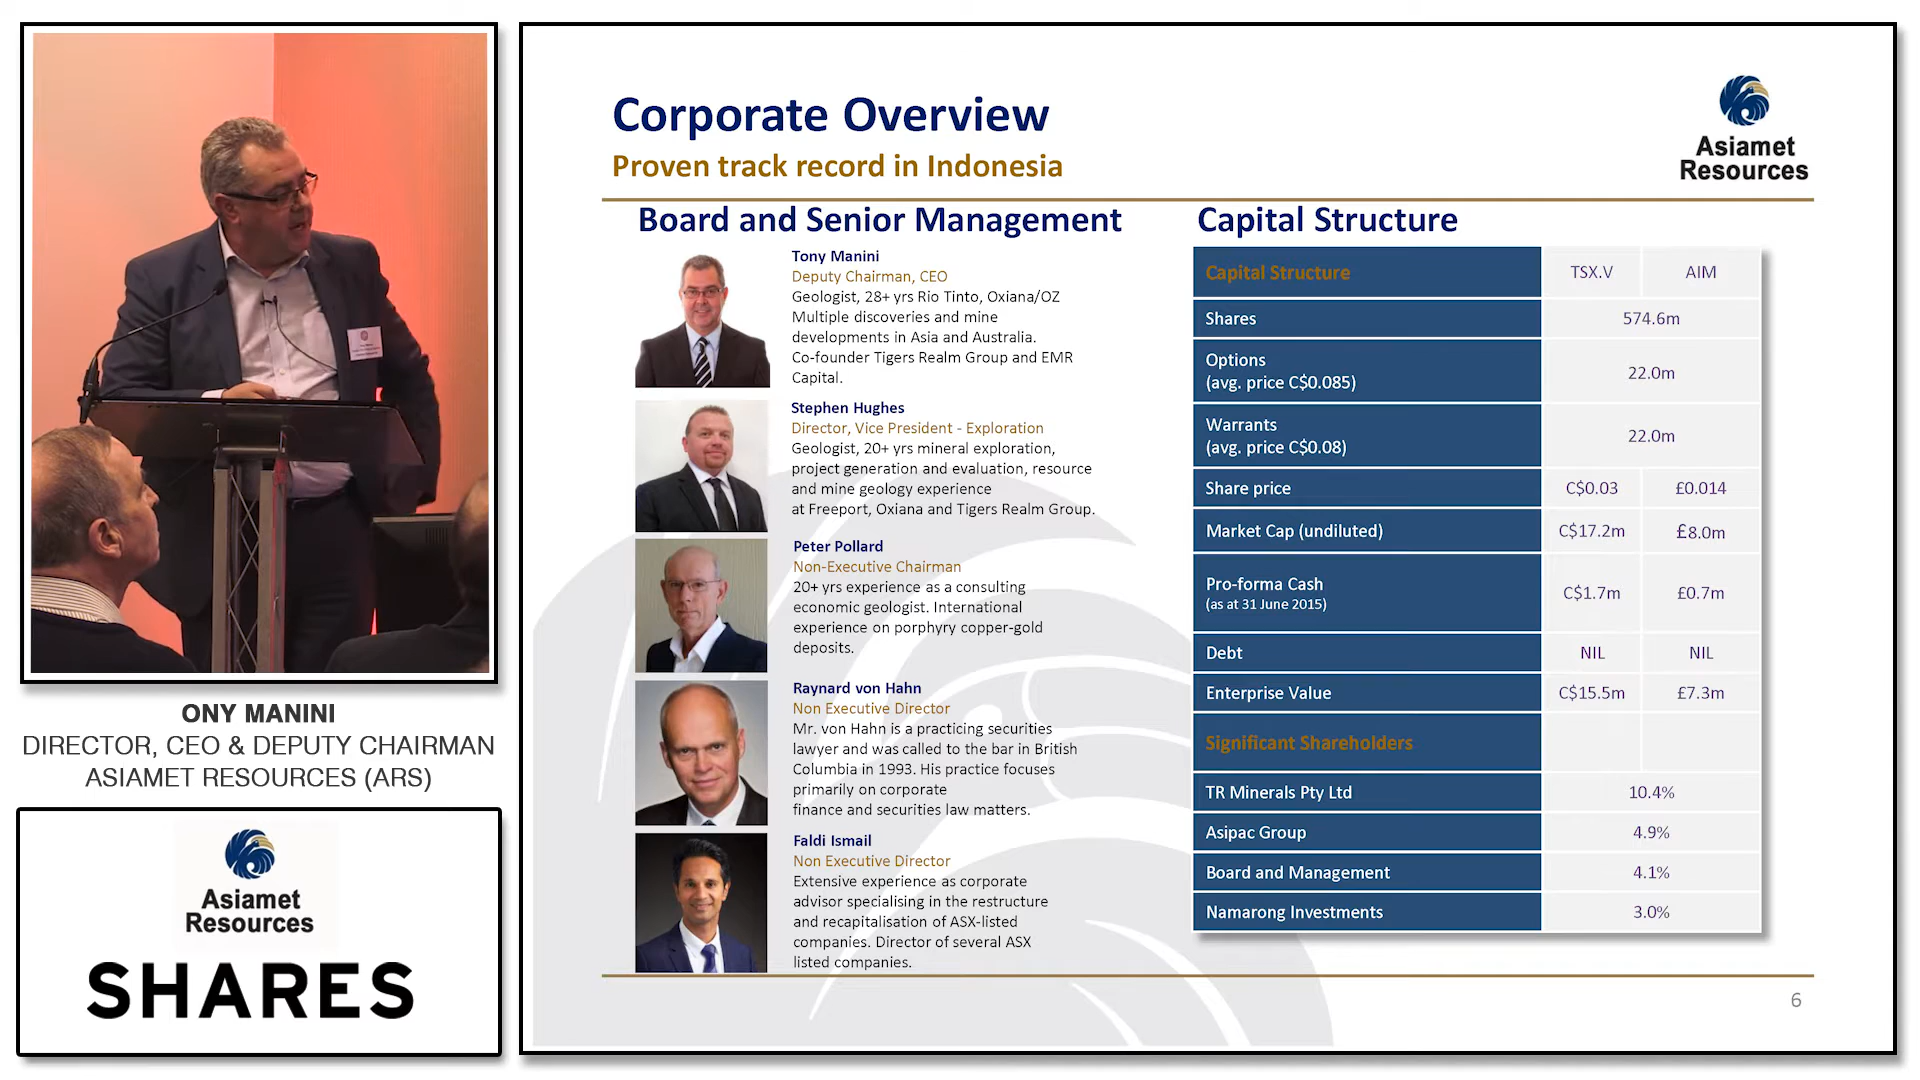 ONY MANINI
DIRECTOR, CEO & DEPUTY CHAIRMAN
ASIAMET RESOURCES (ARS)
Asiamet
Resources
SHARES
Corporate Overview
Proven track record in Indonesia
Asiamet
Resources
Board and Senior Management
Tony Manini
Deputy Chairman, CEO
Geologist, 28+ yrs Rio Tinto, Oxiana/OZ
Multiple discoveries and mine
developments in Asia and Australia.
Co-founder Tigers Realm Group and EMR
Capital.
Stephen Hughes
Director, Vice President - Exploration
Geologist, 20+ yrs mineral exploration,
project generation and evaluation, resource
and mine geology experience
at Freeport, Oxiana and Tigers Realm Group.
Peter Pollard
Non-Executive Chairman
20+ yrs experience as a consulting
economic geologist. International
experience on porphyry copper-gold
deposits.
Raynard von Hahn
Non Executive Director
Mr. von Hahn is a practicing securities
lawyer and was called to the bar in British
Columbia in 1993. His practice focuses
primarily on corporate
finance and securities law matters.
Faldi Ismail
Non Executive Director
Extensive experience as corporate
advisor specialising in the restructure
and recapitalisation of ASX-listed
companies. Director of several ASX
listed companies.
Capital Structure
Capital Structure TSX.V AIM
Shares 574.6m
Options
(avg. price C$0.085) 22.0m
Warrants
(avg. price C$0.08) 22.0m
Share price C$0.03 £0.014
Market Cap (undiluted) C$17.2m £8.0m
Pro-forma Cash
(as at 31 June 2015) C$1.7m £0.7m
Debt NIL NIL
Enterprise Value C$15.5m £7.3m
Significant Shareholders
TR Minerals Pty Ltd 10.4%
Asipac Group 4.9%
Board and Management 4.1%
Namarong Investments 3.0%
6